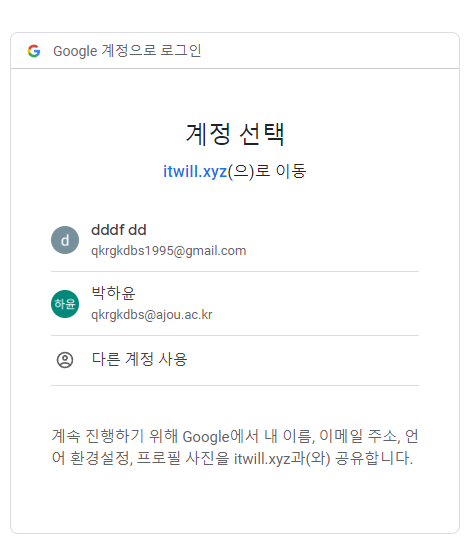 Google 계정으로 로그인
계정 선택
itwill.xyz(으)로 이동
d
dddf dd
qkrgkdbs1995@gmail.com
하윤
박하윤
qkrgkdbs@ajou.ac.kr
다른 계정 사용
계속 진행하기 위해 Google에서 내 이름, 이메일 주소, 언
어 환경설정, 프로필 사진을 itwill.xyz과(와) 공유합니다.